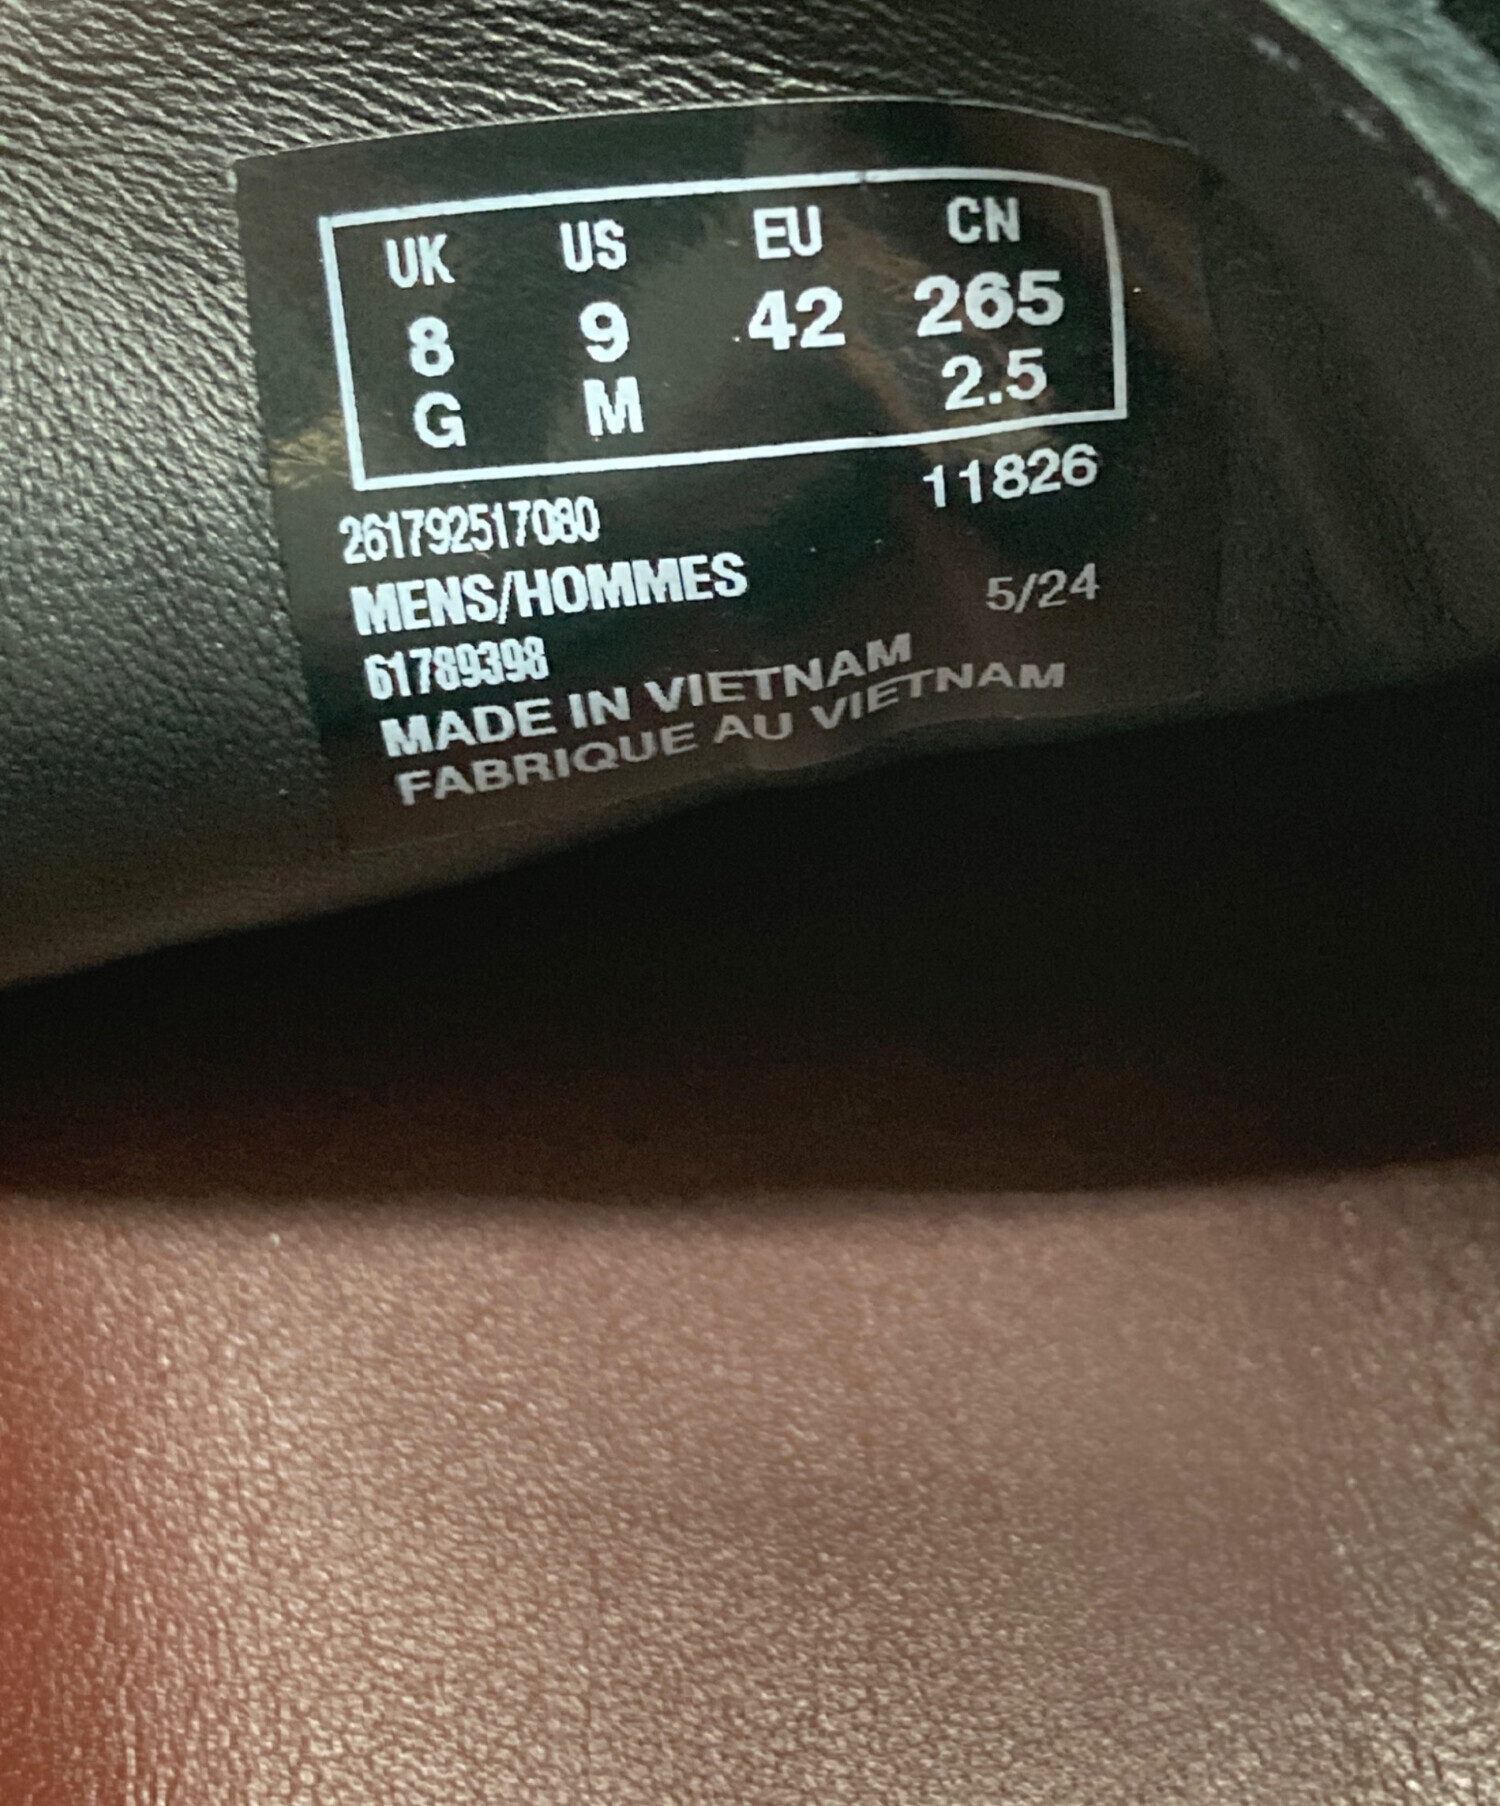 UK US EU CN
8 9 42 265
G M 2.5
261792517080 11826
MENS/HOMMES
61789398 5/24
MADE IN VIETNAM
FABRIQUE AU VIETNAM